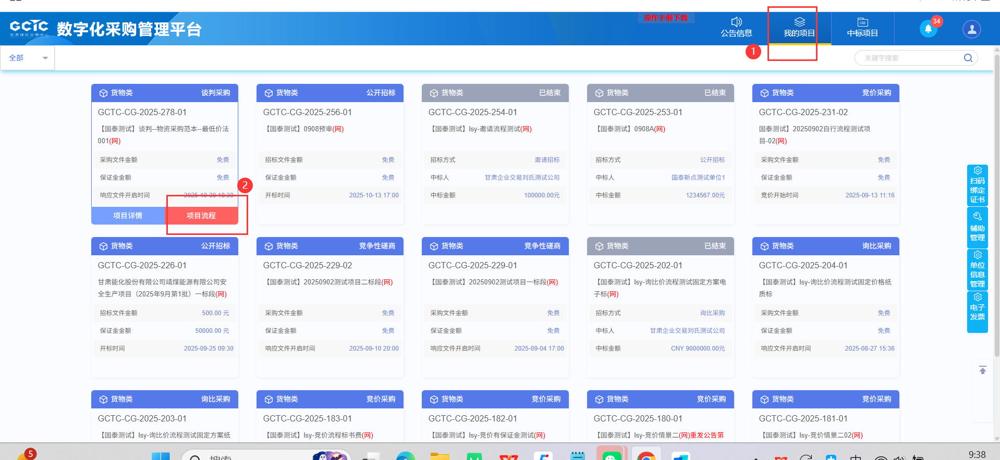 GCTC
数字化采购管理平台
操作手册下载
公告信息
我的项目
中标项目
34
1
全部
关键字搜索
货物类 谈判采购
GCTC-CG-2025-278-01
【国泰测试】谈判--物资采购范本--最低价法
001(网)
采购文件金额 免费
保证金金额 免费
响应文件开启时间 2025-10-30 18:30
项目详情 项目流程
2
货物类 公开招标
GCTC-CG-2025-256-01
【国泰测试】0908预审(网)
招标文件金额 免费
保证金金额 免费
开标时间 2025-10-13 17:00
货物类 已结束
GCTC-CG-2025-254-01
【国泰测试】lsy-邀请流程测试(网)
招标方式 邀请招标
中标人 甘肃企业交易刘氏测试公司
中标金额 100000.00元
货物类 已结束
GCTC-CG-2025-253-01
【国泰测试】0908A(网)
招标方式 公开招标
中标人 国泰新点测试单位1
中标金额 1234567.00元
货物类 竞价采购
GCTC-CG-2025-231-02
国泰测试】20250902自行流程测试项
目-02(网)
采购文件金额 免费
保证金金额 免费
竞价开始时间 2025-09-13 11:16
扫码
绑定
证书
辅助
管理
单位
信息
管理
电子
发票
货物类 公开招标
GCTC-CG-2025-226-01
甘肃能化股份有限公司靖煤能源有限公司安
全生产项目（2025年9月第1批）一标段(网)
招标文件金额 500.00 元
保证金金额 50000.00 元
开标时间 2025-09-25 09:30
货物类 竞争性磋商
GCTC-CG-2025-229-02
【国泰测试】20250902测试项目二标段(网)
采购文件金额 免费
保证金金额 免费
响应文件开启时间 2025-09-10 20:00
货物类 竞争性磋商
GCTC-CG-2025-229-01
【国泰测试】20250902测试项目一标段(网)
采购文件金额 免费
保证金金额 免费
响应文件开启时间 2025-09-04 17:00
货物类 已结束
GCTC-CG-2025-202-01
【国泰测试】lsy-询比价流程测试固定方案电
子标(网)
招标方式 询比采购
中标人 甘肃企业交易刘氏测试公司
中标金额 CNY 9000000.00元
货物类 询比采购
GCTC-CG-2025-204-01
【国泰测试】lsy-询比价流程测试固定价格纸
质标
采购文件金额 免费
保证金金额 免费
响应文件开启时间 2025-08-27 15:36
货物类 询比采购
GCTC-CG-2025-203-01
【国泰测试】lsy-询比价流程测试固定方案纸
货物类 竞价采购
GCTC-CG-2025-183-01
【国泰测试】lsy-竞价流程标书费(网)
货物类 竞价采购
GCTC-CG-2025-182-01
【国泰测试】lsy-竞价有保证金测试(网)
货物类 竞价采购
GCTC-CG-2025-180-01
【国泰测试】lsy-竞价情景二(网)重发公告第
货物类 竞价采购
GCTC-CG-2025-181-01
【国泰测试】lsy-竞价情景二02(网)
5
搜索
中
9:38